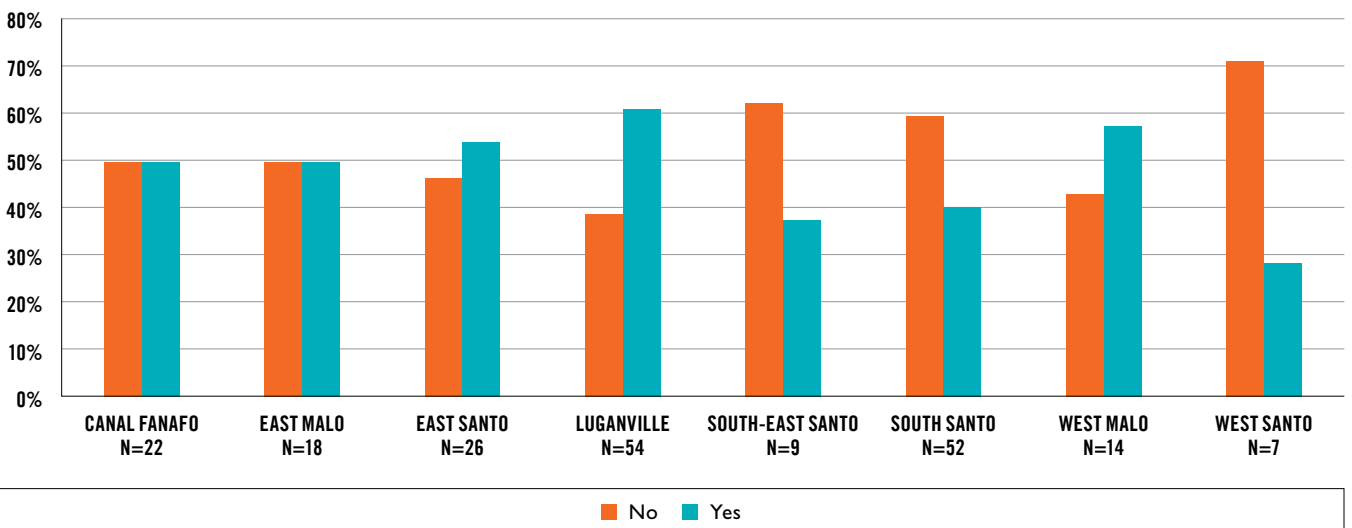 80%
70%
60%
50%
40%
30%
20%
10%
0%
CANAL FANAFO
N=22
EAST MALO
N=18
EAST SANTO
N=26
LUGANVILLE
N=54
SOUTH-EAST SANTO
N=9
SOUTH SANTO
N=52
WEST MALO
N=14
WEST SANTO
N=7
No Yes